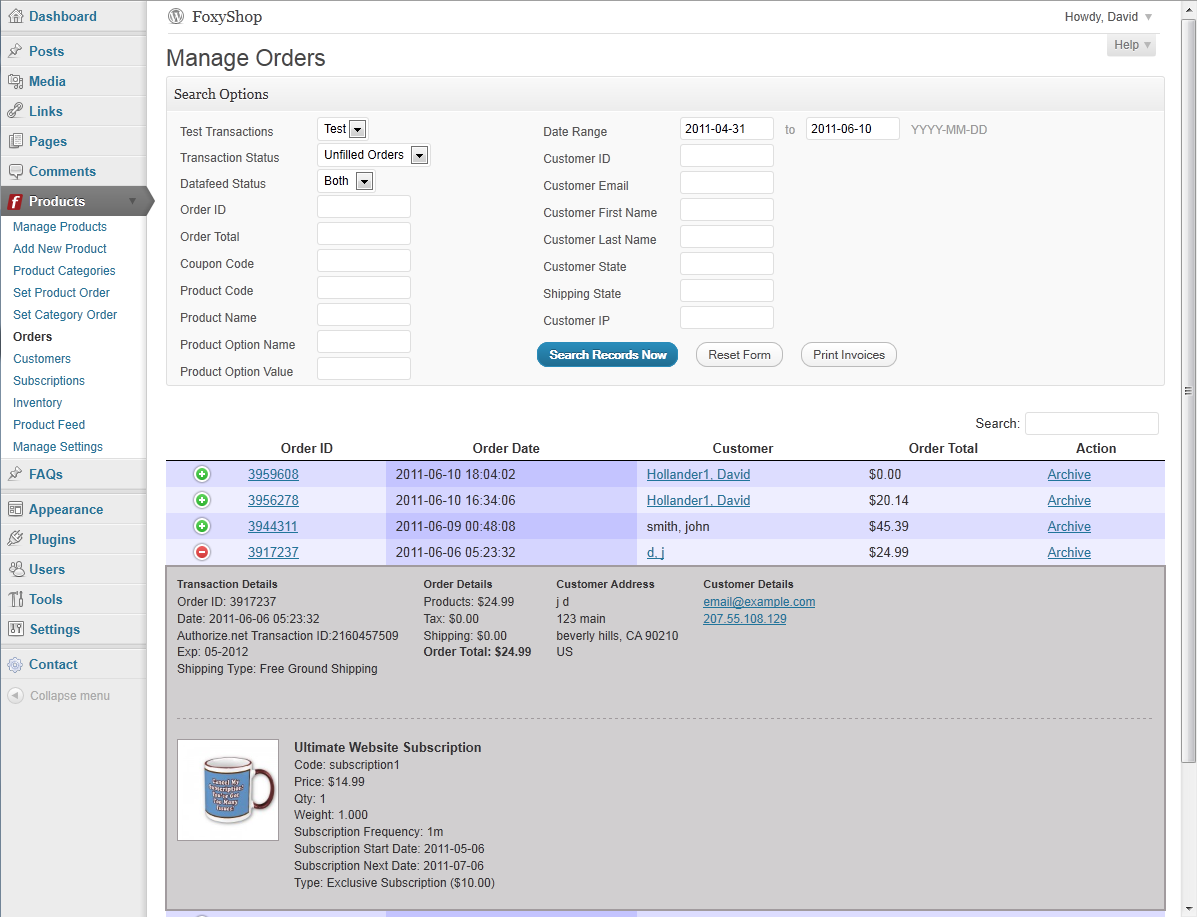 Dashboard
Posts
Media
Links
Pages
Comments
Products
Manage Products
Add New Product
Product Categories
Set Product Order
Set Category Order
Orders
Customers
Subscriptions
Inventory
Product Feed
Manage Settings
FAQs
Appearance
Plugins
Users
Tools
Settings
Contact
Collapse menu
FoxyShop
Howdy, David
Help
Manage Orders
Search Options
Test Transactions Test
Transaction Status Unfilled Orders
Datafeed Status Both
Order ID
Order Total
Coupon Code
Product Code
Product Name
Product Option Name
Product Option Value
Date Range 2011-04-31 to 2011-06-10 YYYY-MM-DD
Customer ID
Customer Email
Customer First Name
Customer Last Name
Customer State
Shipping State
Customer IP
Search Records Now Reset Form Print Invoices
Search:
Order ID Order Date Customer Order Total Action
3959608 2011-06-10 18:04:02 Hollander1, David $0.00 Archive
3956278 2011-06-10 16:34:06 Hollander1, David $20.14 Archive
3944311 2011-06-09 00:48:08 smith, john $45.39 Archive
3917237 2011-06-06 05:23:32 d, j $24.99 Archive
Transaction Details
Order ID: 3917237
Date: 2011-06-06 05:23:32
Authorize.net Transaction ID:2160457509
Exp: 05-2012
Shipping Type: Free Ground Shipping
Order Details
Products: $24.99
Tax: $0.00
Shipping: $0.00
Order Total: $24.99
Customer Address
j d
123 main
beverly hills, CA 90210
US
Customer Details
email@example.com
207.55.108.129
Cancel My
Subscription!
You've Got
Too Many
Issues!
Ultimate Website Subscription
Code: subscription1
Price: $14.99
Qty: 1
Weight: 1.000
Subscription Frequency: 1m
Subscription Start Date: 2011-05-06
Subscription Next Date: 2011-07-06
Type: Exclusive Subscription ($10.00)